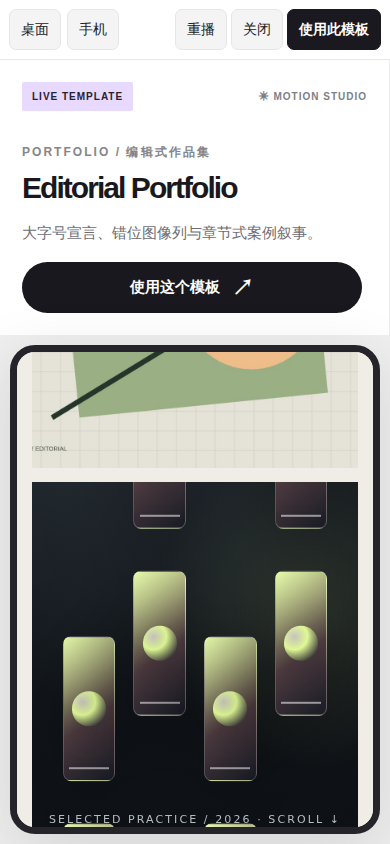 桌面 手机 重播 关闭 使用此模板
LIVE TEMPLATE ☀ MOTION STUDIO
PORTFOLIO / 编辑式作品集
Editorial Portfolio
大字号宣言、错位图像列与章节式案例叙事。
使用这个模板 ↗
/ EDITORIAL
SELECTED PRACTICE / 2026 · SCROLL ↓